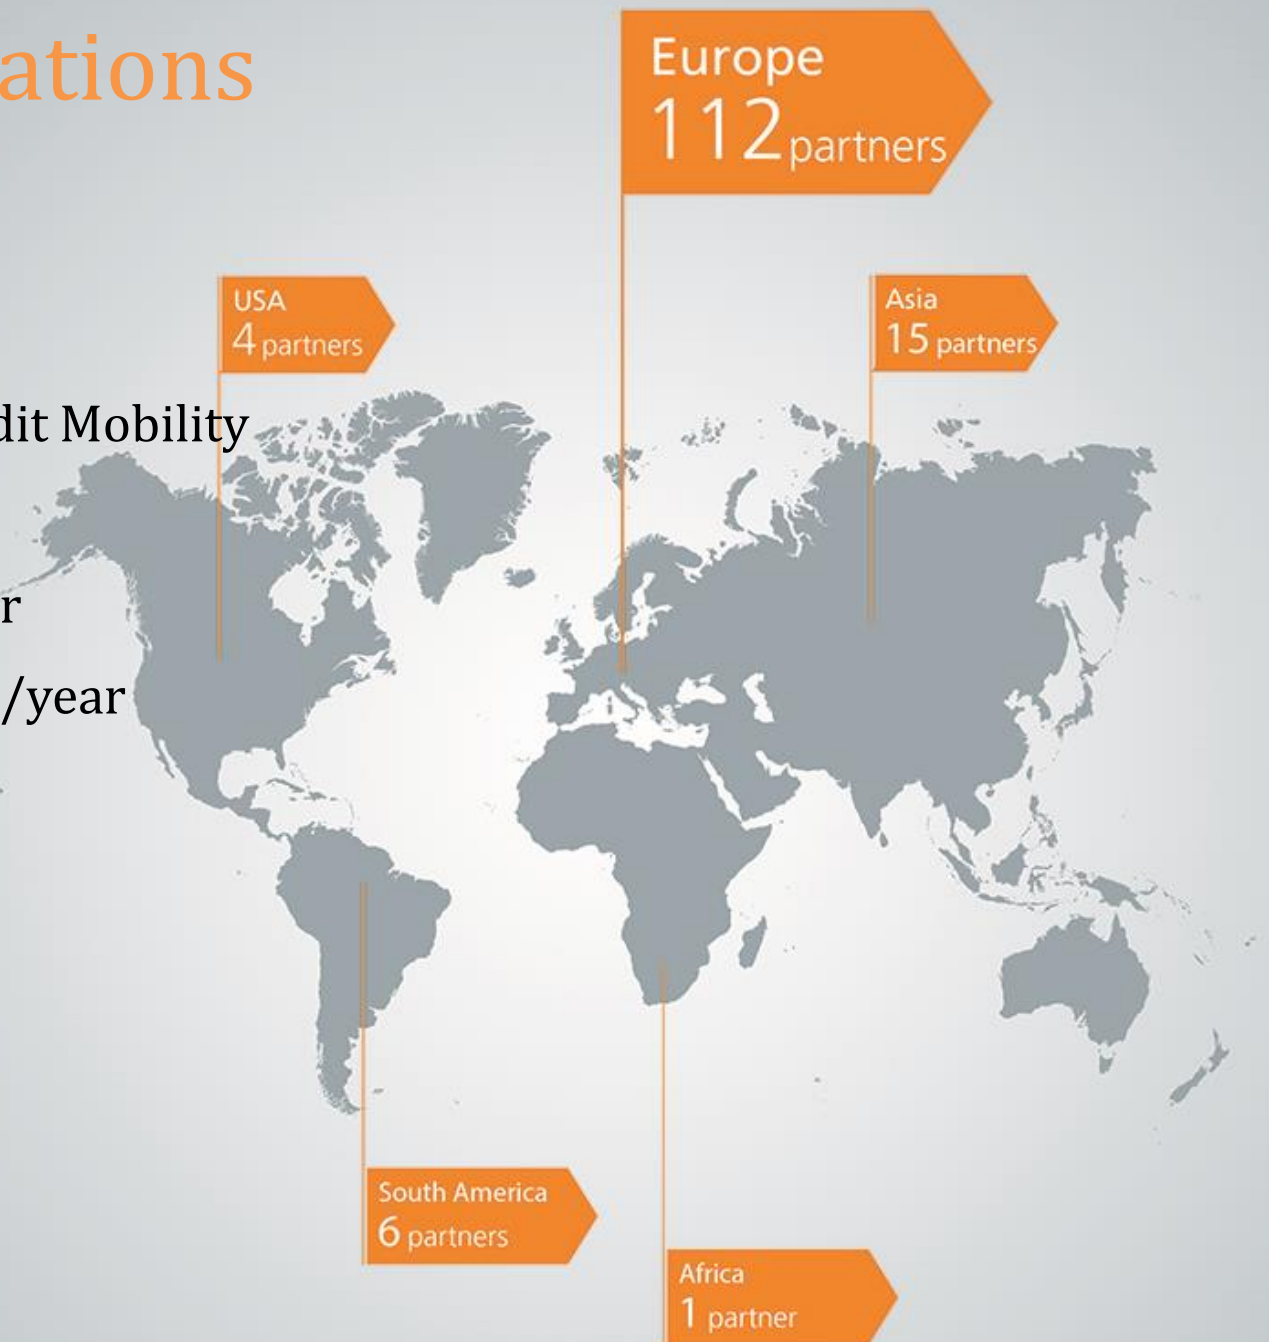 ations
Europe
112 partners
USA
4 partners
Asia
15 partners
dit Mobility
r
/year
South America
6 partners
Africa
1 partner